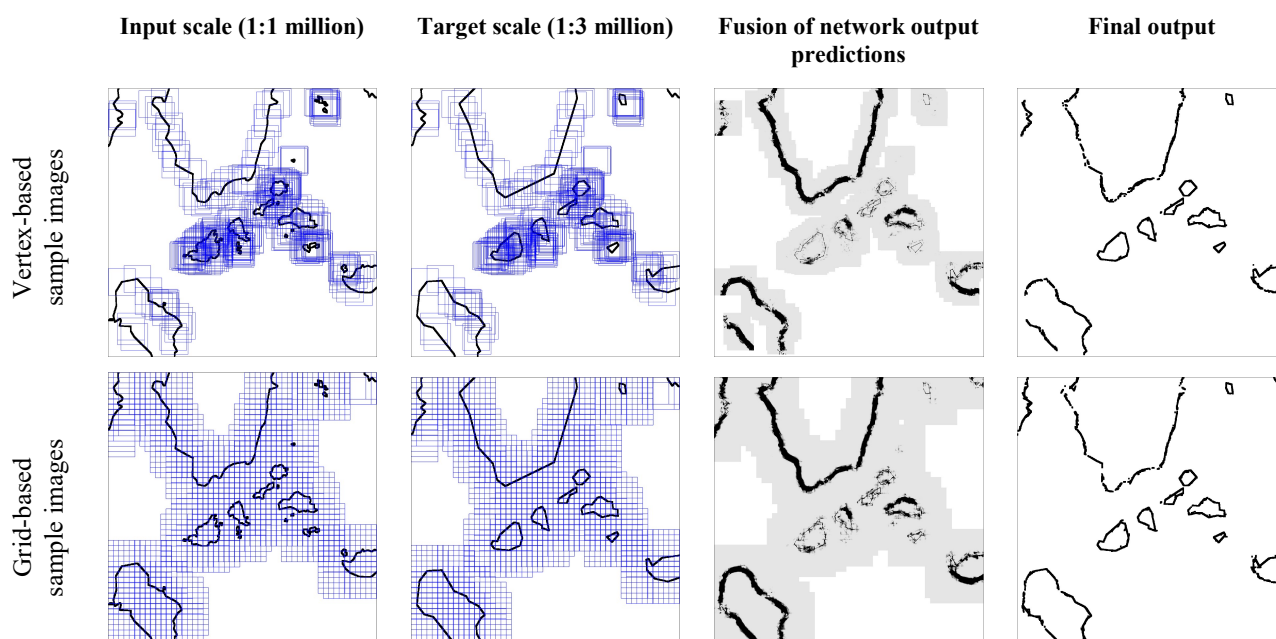 Input scale (1:1 million)
Target scale (1:3 million)
Fusion of network output
predictions
Final output
Vertex-based
sample images
Grid-based
sample images